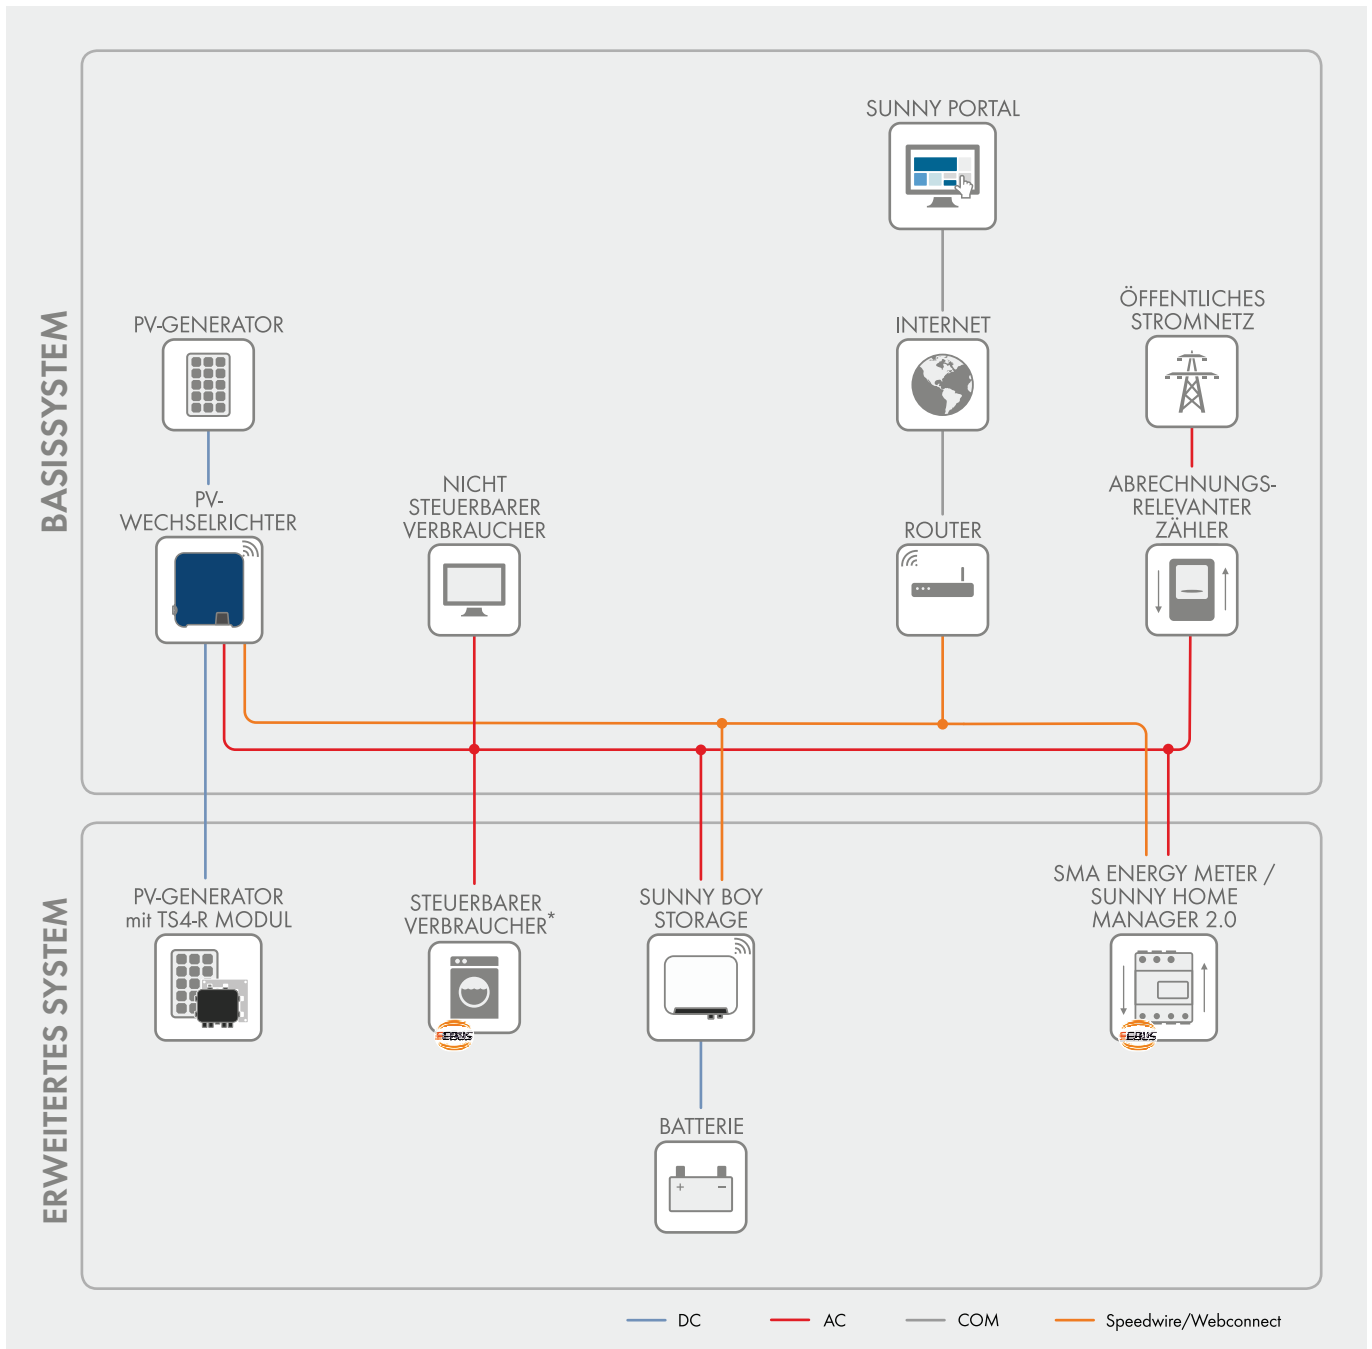 BASISSYSTEM
SUNNY PORTAL
INTERNET
ROUTER
ÖFFENTLICHES
STROMNETZ
ABRECHNUNGS-
RELEVANTER
ZÄHLER
PV-GENERATOR
PV-
WECHSELRICHTER
NICHT
STEUERBARER
VERBRAUCHER
ERWEITERTES SYSTEM
PV-GENERATOR
mit TS4-R MODUL
STEUERBARER
VERBRAUCHER*
SEBUS
SUNNY BOY
STORAGE
BATTERIE
+ −
SMA ENERGY METER /
SUNNY HOME
MANAGER 2.0
SEBUS
DC
AC
COM
Speedwire/Webconnect